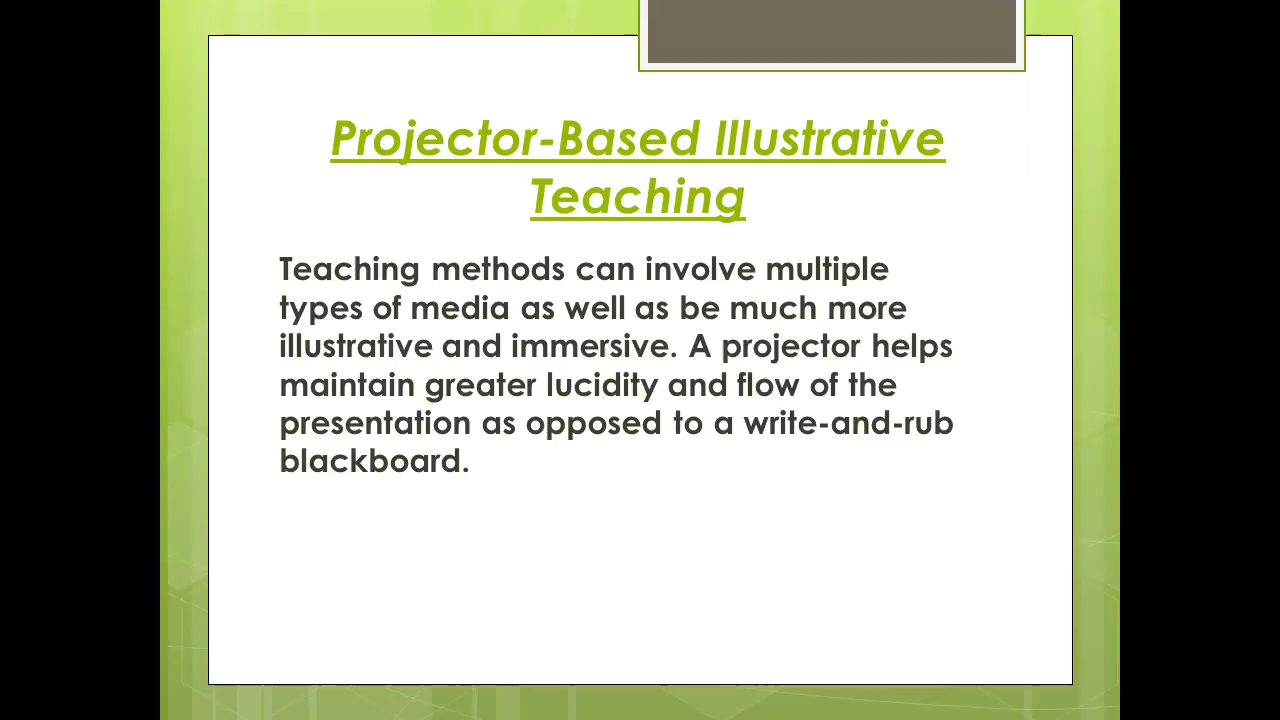 Projector-Based Illustrative
Teaching
Teaching methods can involve multiple
types of media as well as be much more
illustrative and immersive. A projector helps
maintain greater lucidity and flow of the
presentation as opposed to a write-and-rub
blackboard.